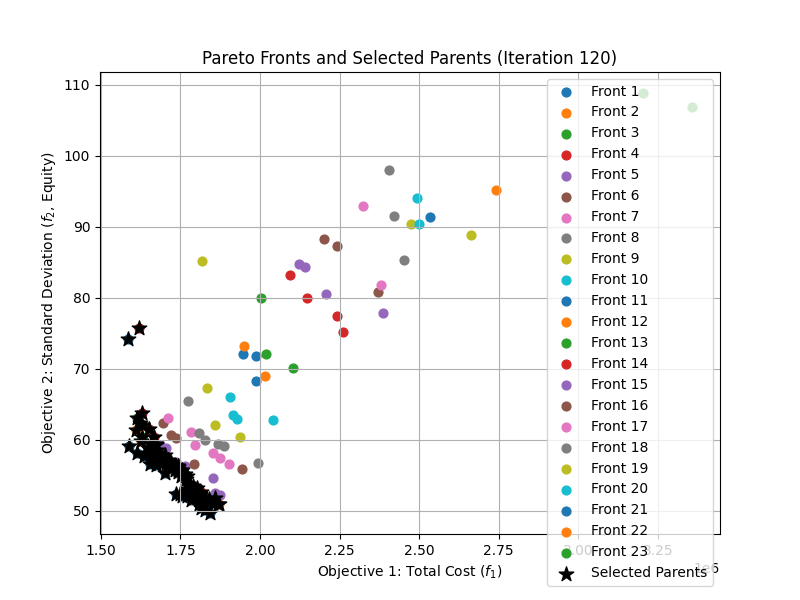 Pareto Fronts and Selected Parents (Iteration 120)
Objective 2: Standard Deviation (f₂, Equity)
110
100
90
80
70
60
50
1.50
1.75
2.00
2.25
2.50
2.75
3.00
3.25
1e6
Objective 1: Total Cost (f₁)
Front 1
Front 2
Front 3
Front 4
Front 5
Front 6
Front 7
Front 8
Front 9
Front 10
Front 11
Front 12
Front 13
Front 14
Front 15
Front 16
Front 17
Front 18
Front 19
Front 20
Front 21
Front 22
Front 23
Selected Parents